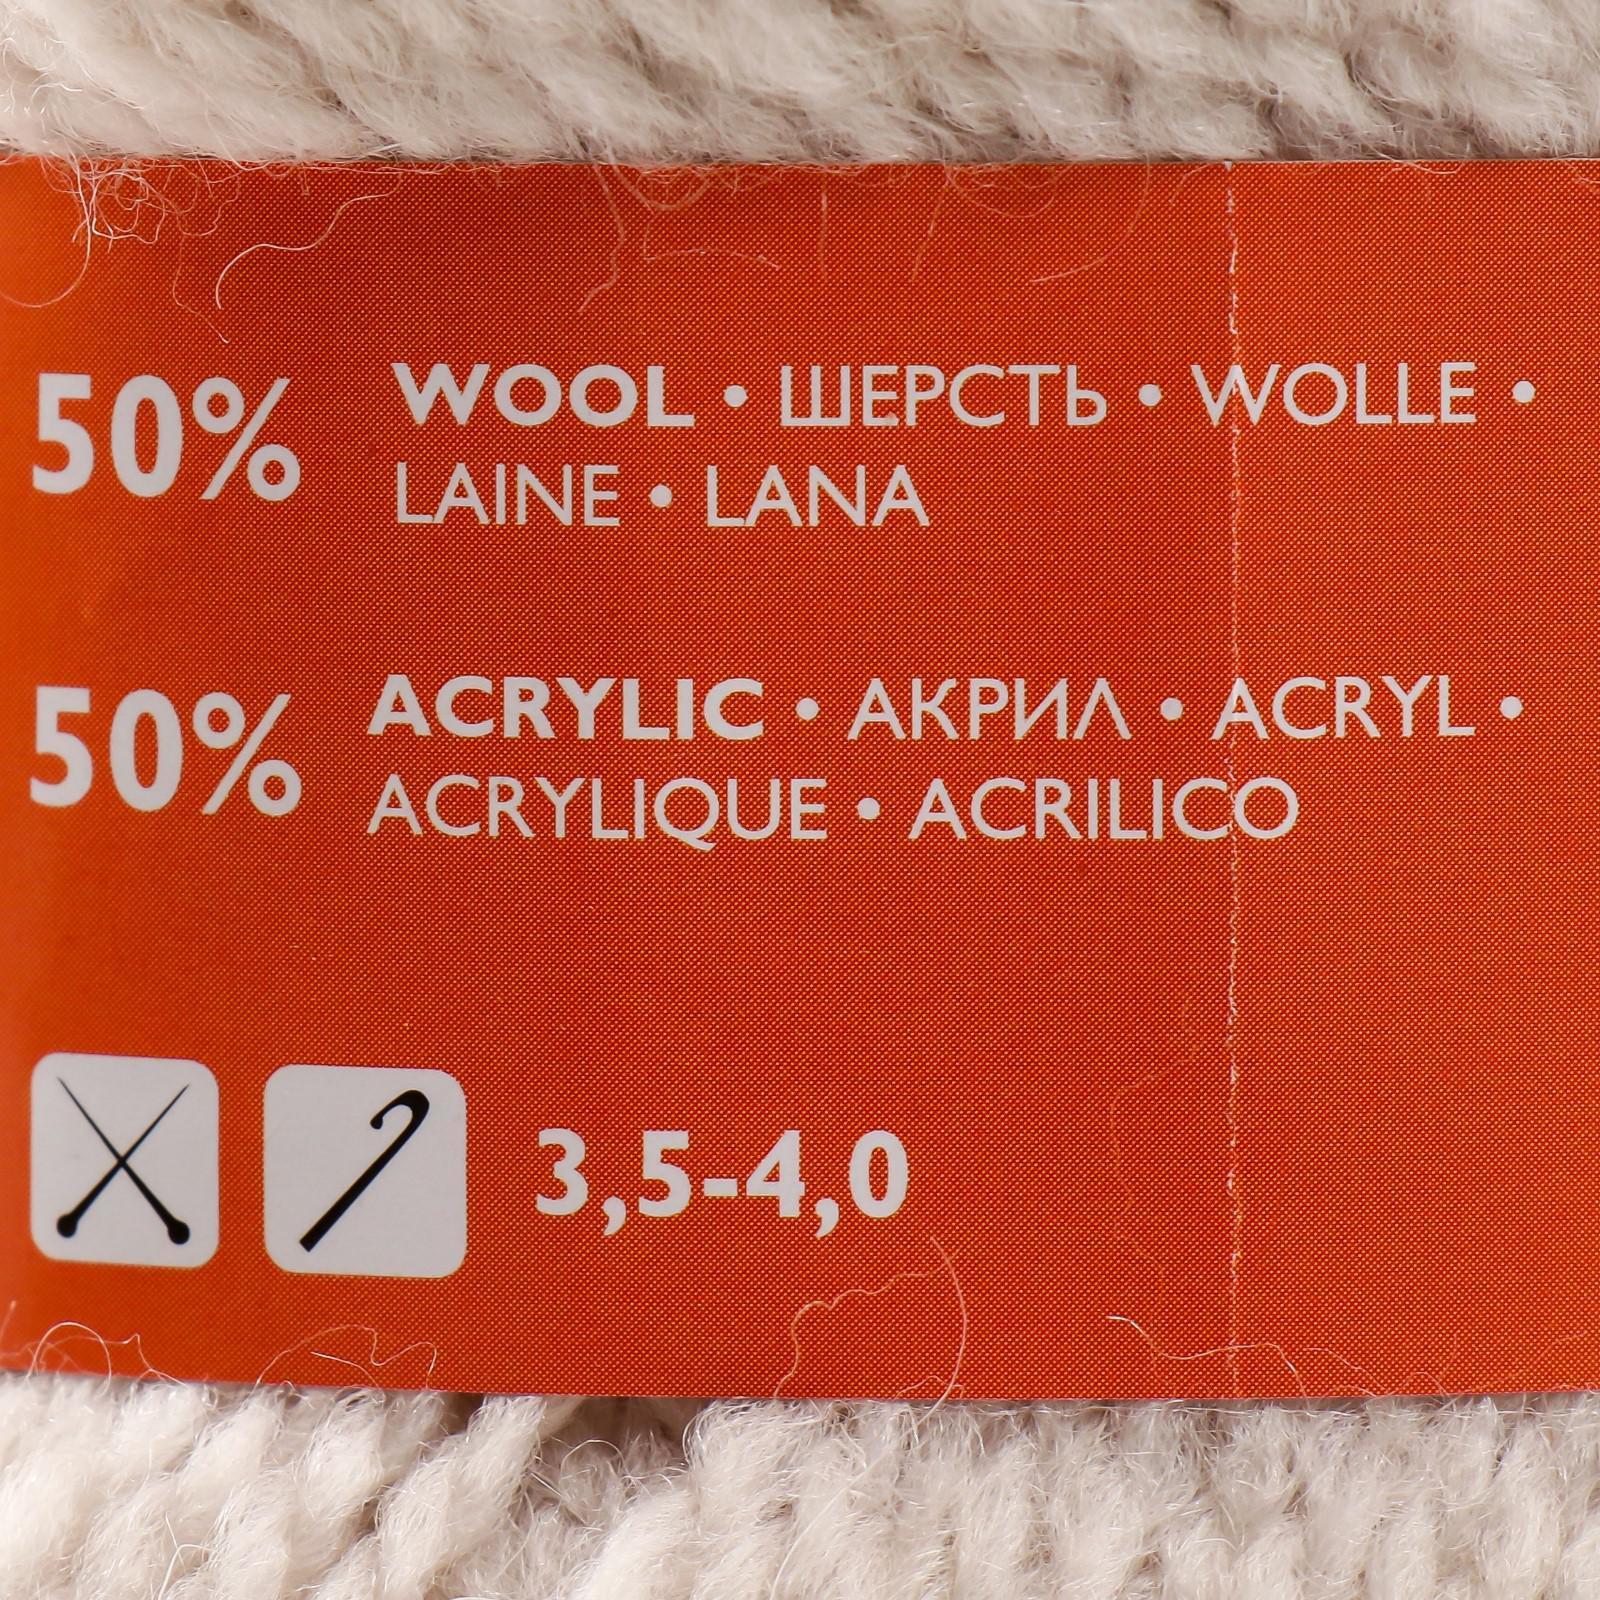 50% WOOL • ШЕРСТЬ • WOLLE •
LAINE • LANA
50% ACRYLIC • АКРИЛ • ACRYL •
ACRYLIQUE • ACRILICO
3,5-4,0